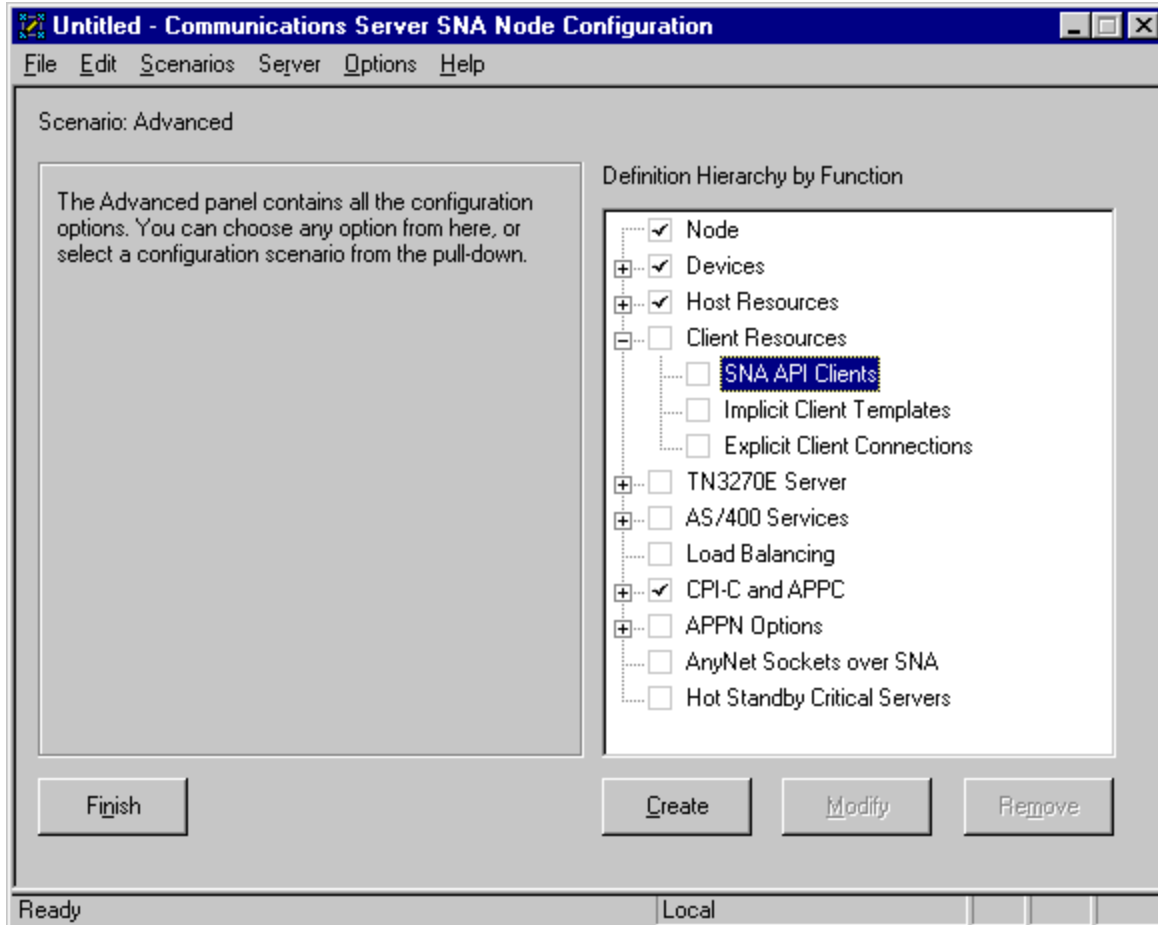 Untitled - Communications Server SNA Node Configuration
File Edit Scenarios Server Options Help
Scenario: Advanced
The Advanced panel contains all the configuration
options. You can choose any option from here, or
select a configuration scenario from the pull-down.
Definition Hierarchy by Function
Node
Devices
Host Resources
Client Resources
SNA API Clients
Implicit Client Templates
Explicit Client Connections
TN3270E Server
AS/400 Services
Load Balancing
CPI-C and APPC
APPN Options
AnyNet Sockets over SNA
Hot Standby Critical Servers
Finish
Create
Modify
Remove
Ready
Local